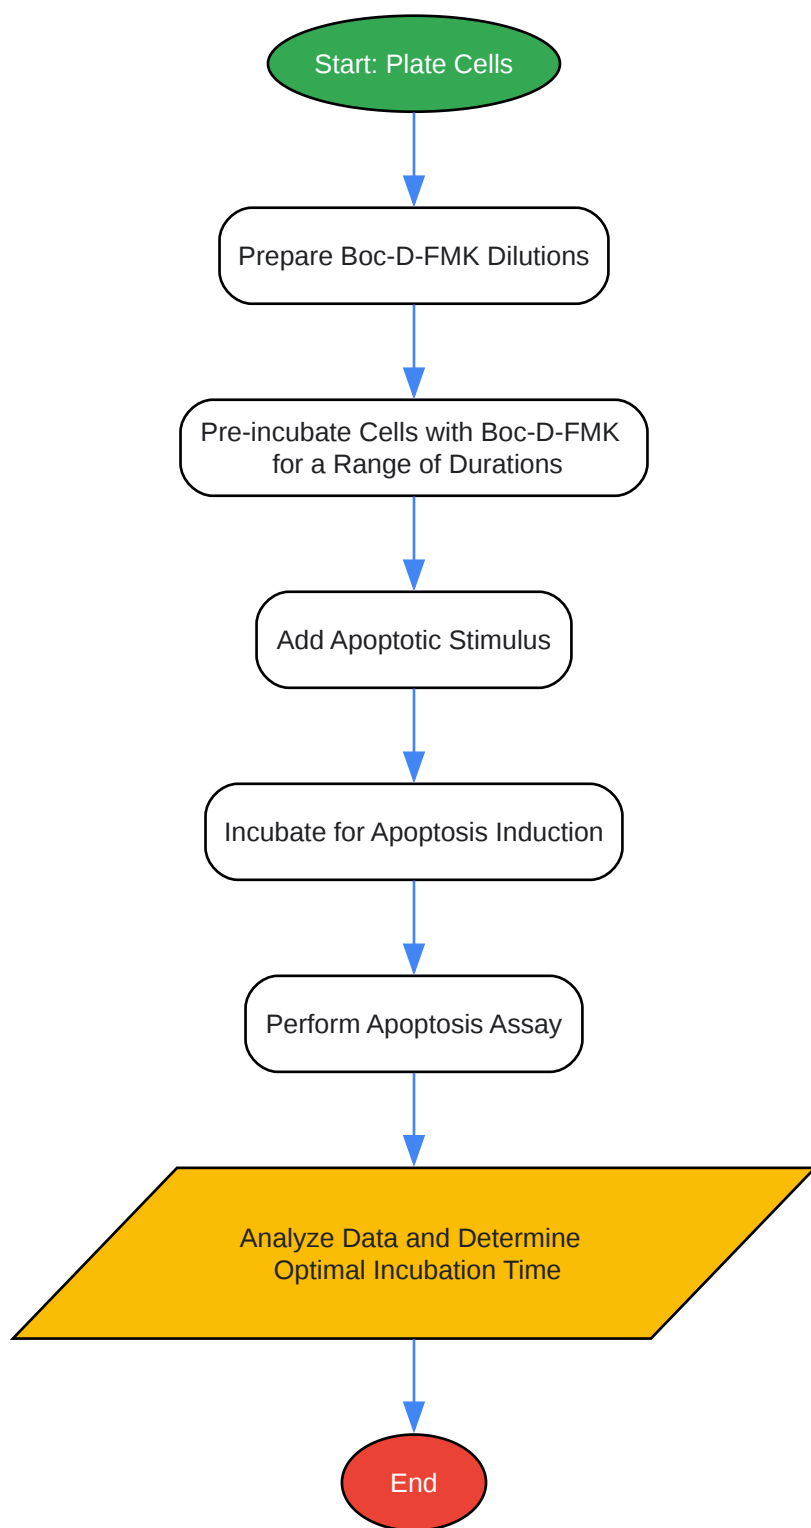 Start: Plate Cells
Prepare Boc-D-FMK Dilutions
Pre-incubate Cells with Boc-D-FMK
for a Range of Durations
Add Apoptotic Stimulus
Incubate for Apoptosis Induction
Perform Apoptosis Assay
Analyze Data and Determine
Optimal Incubation Time
End